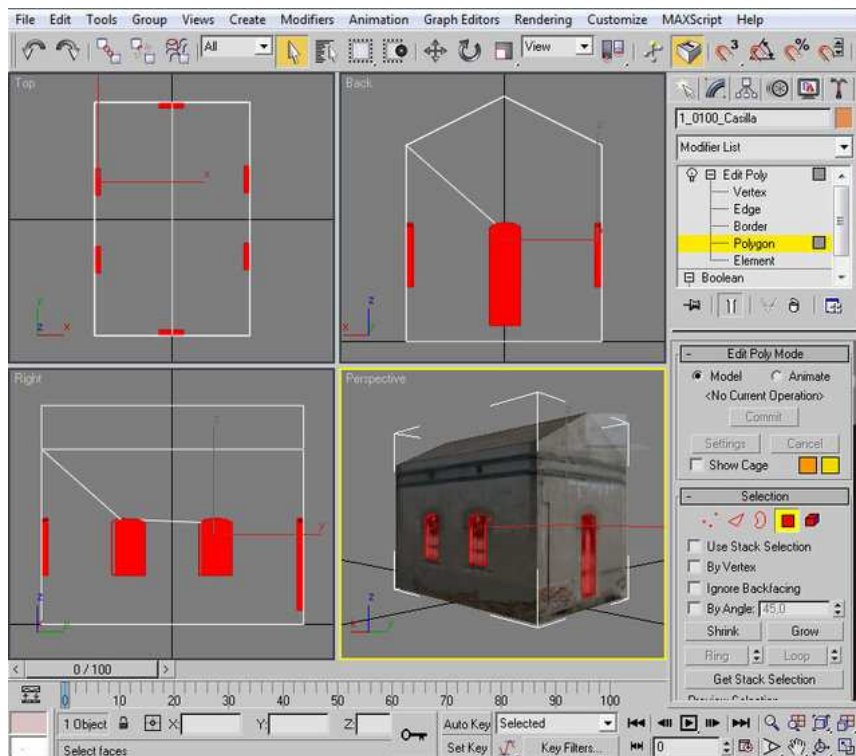 File Edit Tools Group Views Create Modifiers Animation Graph Editors Rendering Customize MAXScript Help
All View 3 %
Top
Back
x
z
y
z x
z
x
1_0100_Casilla
Modifier List
Edit Poly
Vertex
Edge
Border
Polygon
Element
Boolean
Right
Perspective
z
y
z
y
z
x
Edit Poly Mode
Model Animate
<No Current Operation>
Commit
Settings Cancel
Show Cage
Selection
Use Stack Selection
By Vertex
Ignore Backfacing
By Angle: 45,0
Shrink Grow
Ring Loop
Get Stack Selection
< 0 / 100 >
0 10 20 30 40 50 60 70 80 90 100
1 Object X: Y: Z: Auto Key Selected
Select faces Set Key Key Filters... 0